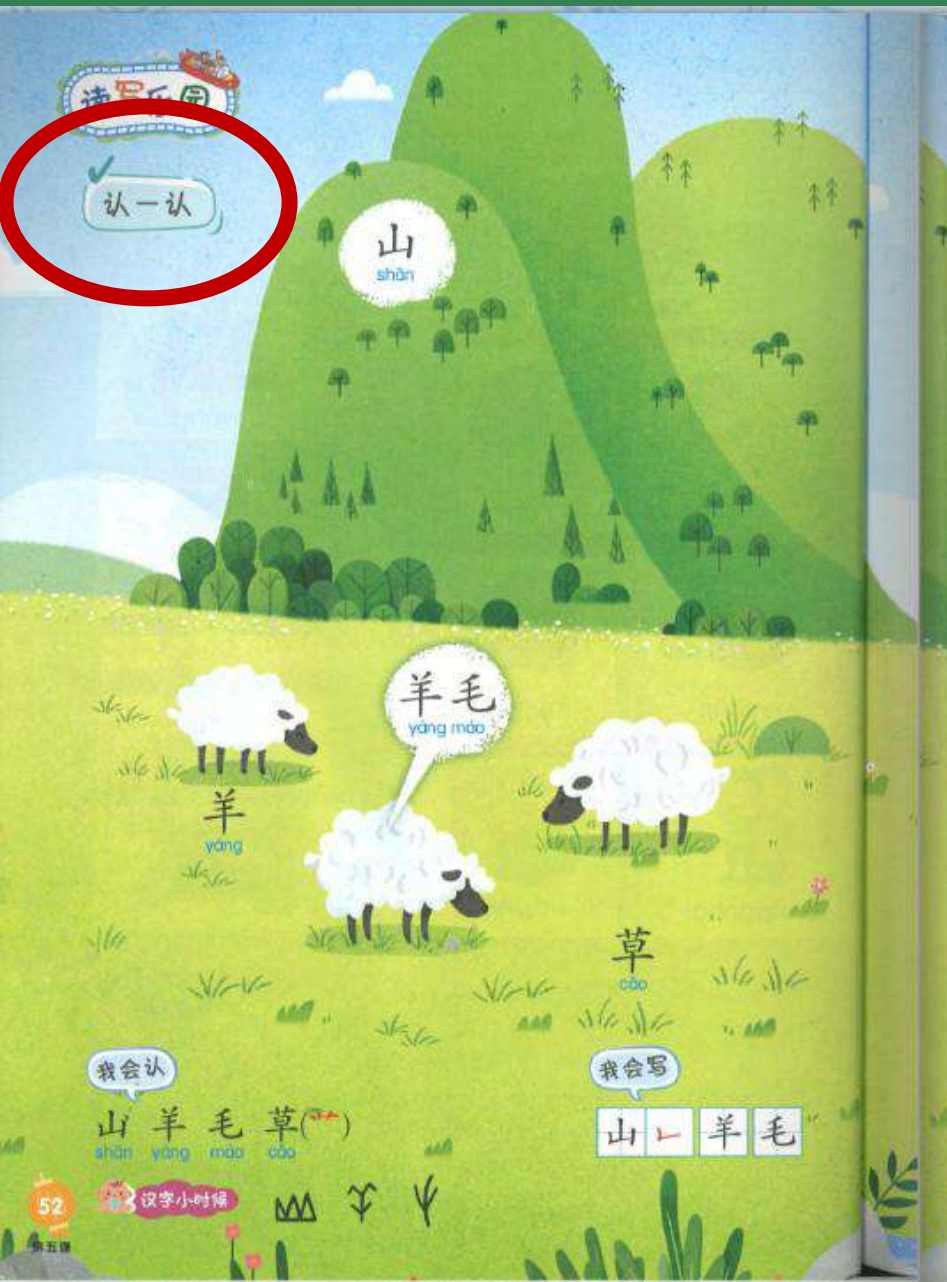 读写乐园
认一认
山
shān
羊毛
yáng máo
羊
yáng
草
cǎo
我会认
山 羊 毛 草(艹)
shān yáng máo cǎo
我会写
山 ㇄ 羊 毛
52
汉字小时候
第五课